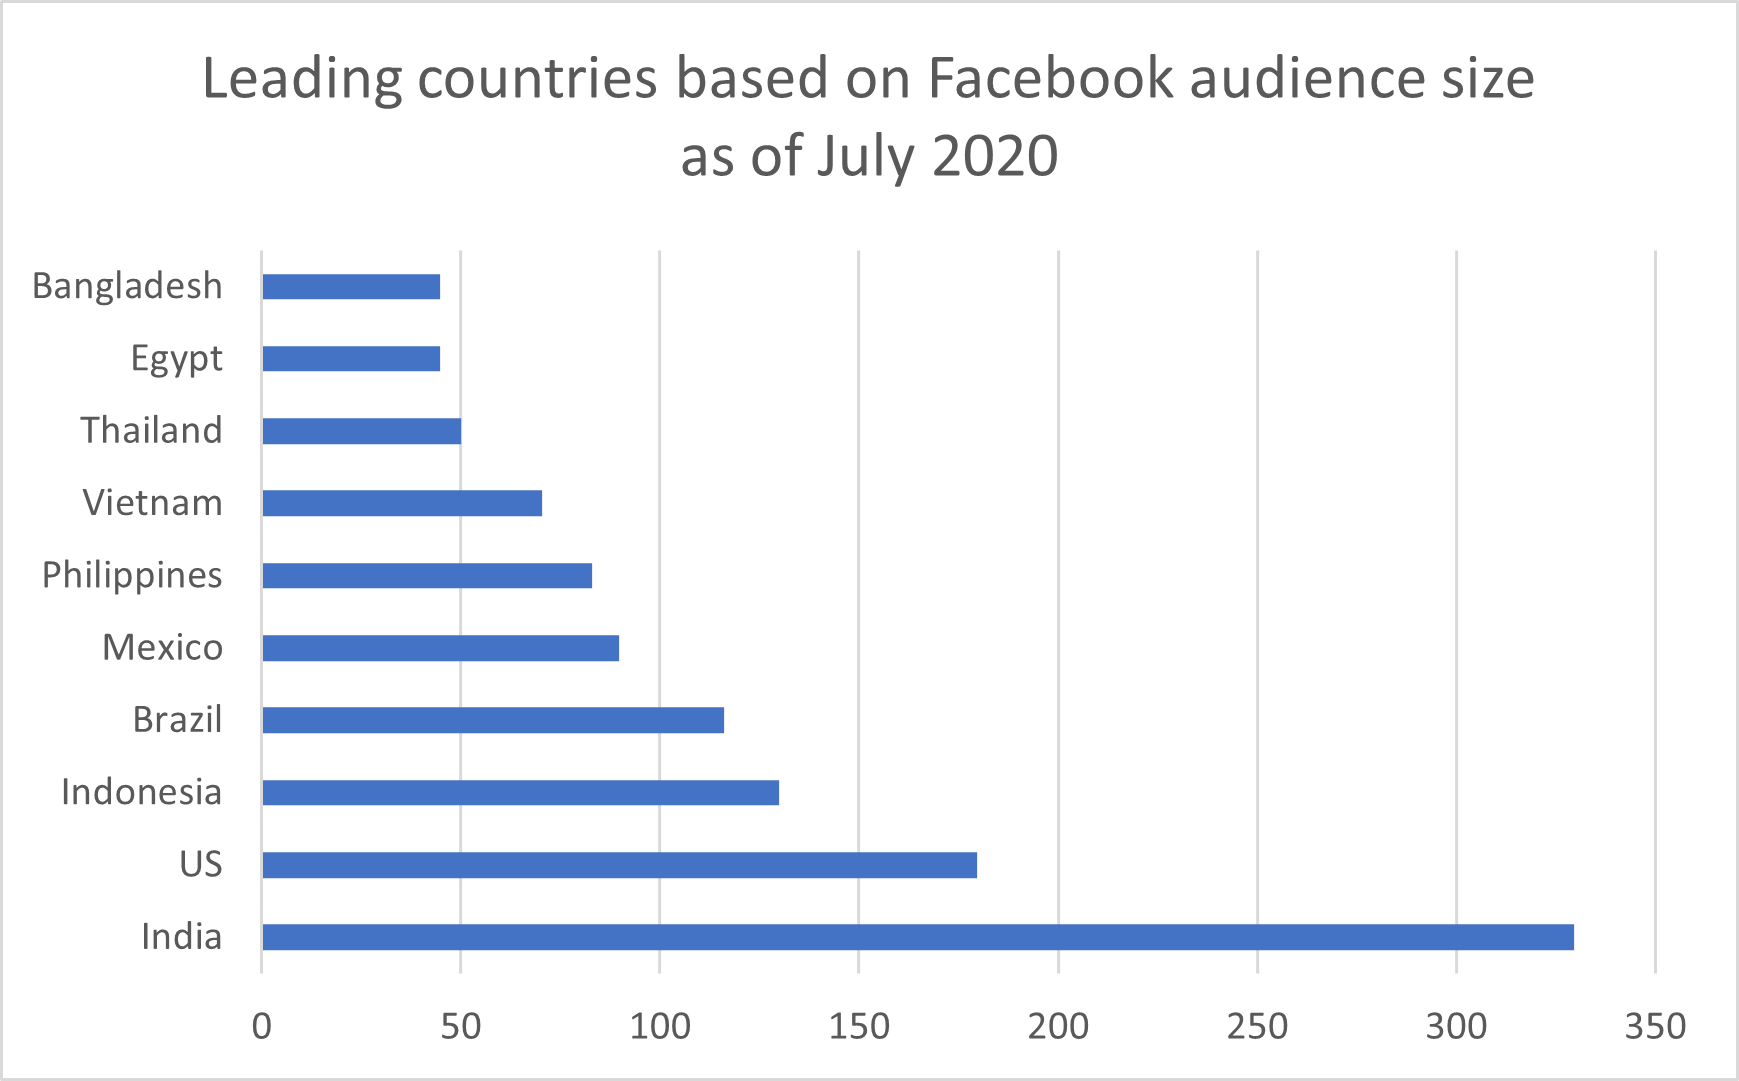 Leading countries based on Facebook audience size
as of July 2020
Bangladesh
Egypt
Thailand
Vietnam
Philippines
Mexico
Brazil
Indonesia
US
India
0 50 100 150 200 250 300 350